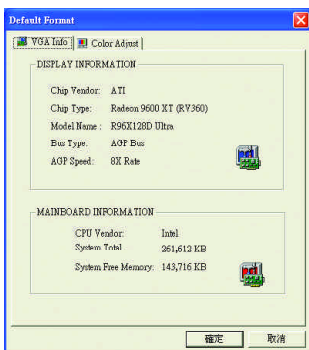 Default Format
VGA Info Color Adjust
DISPLAY INFORMATION
Chip Vendor: ATI
Chip Type: Radeon 9600 XT (RV360)
Model Name : R96X128D Ultra
Bus Type: AGP Bus
AGP Speed: 8X Rate
MAINBOARD INFORMATION
CPU Vendor: Intel
System Total 261,612 KB
System Free Memory: 143,716 KB
確定 取消